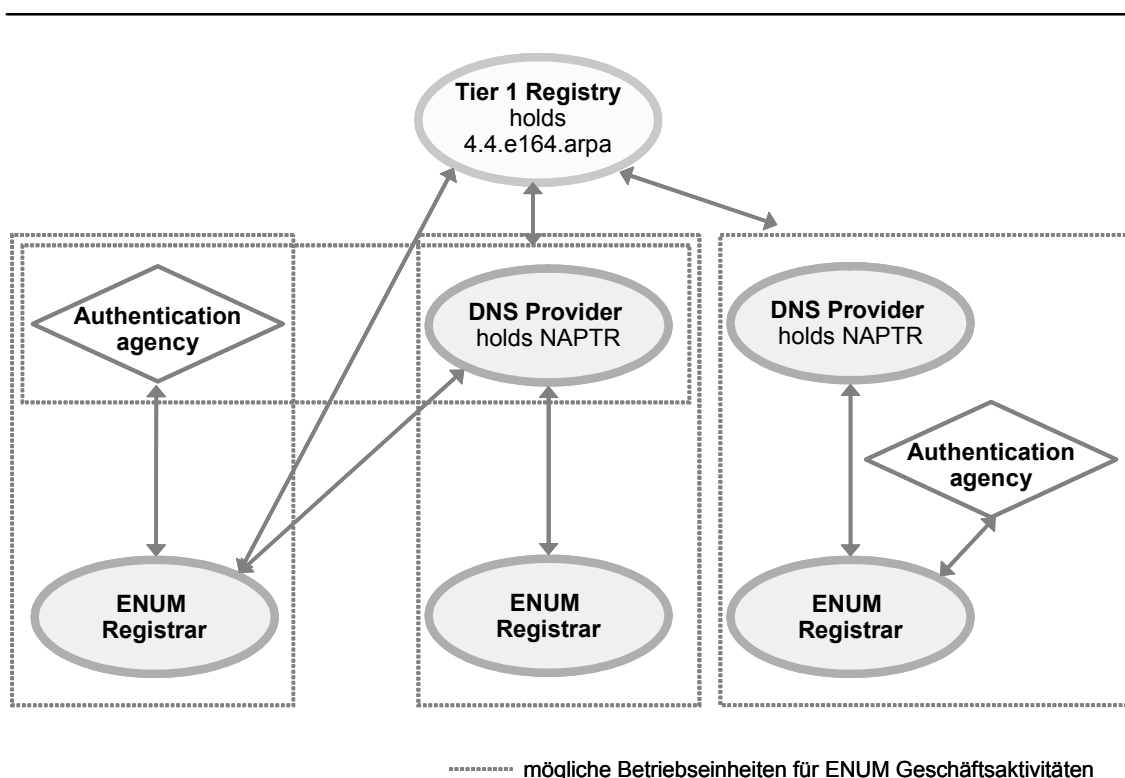 Tier 1 Registry
holds
4.4.e164.arpa
Authentication
agency
DNS Provider
holds NAPTR
DNS Provider
holds NAPTR
Authentication
agency
ENUM
Registrar
ENUM
Registrar
ENUM
Registrar
mögliche Betriebseinheiten für ENUM Geschäftsaktivitäten